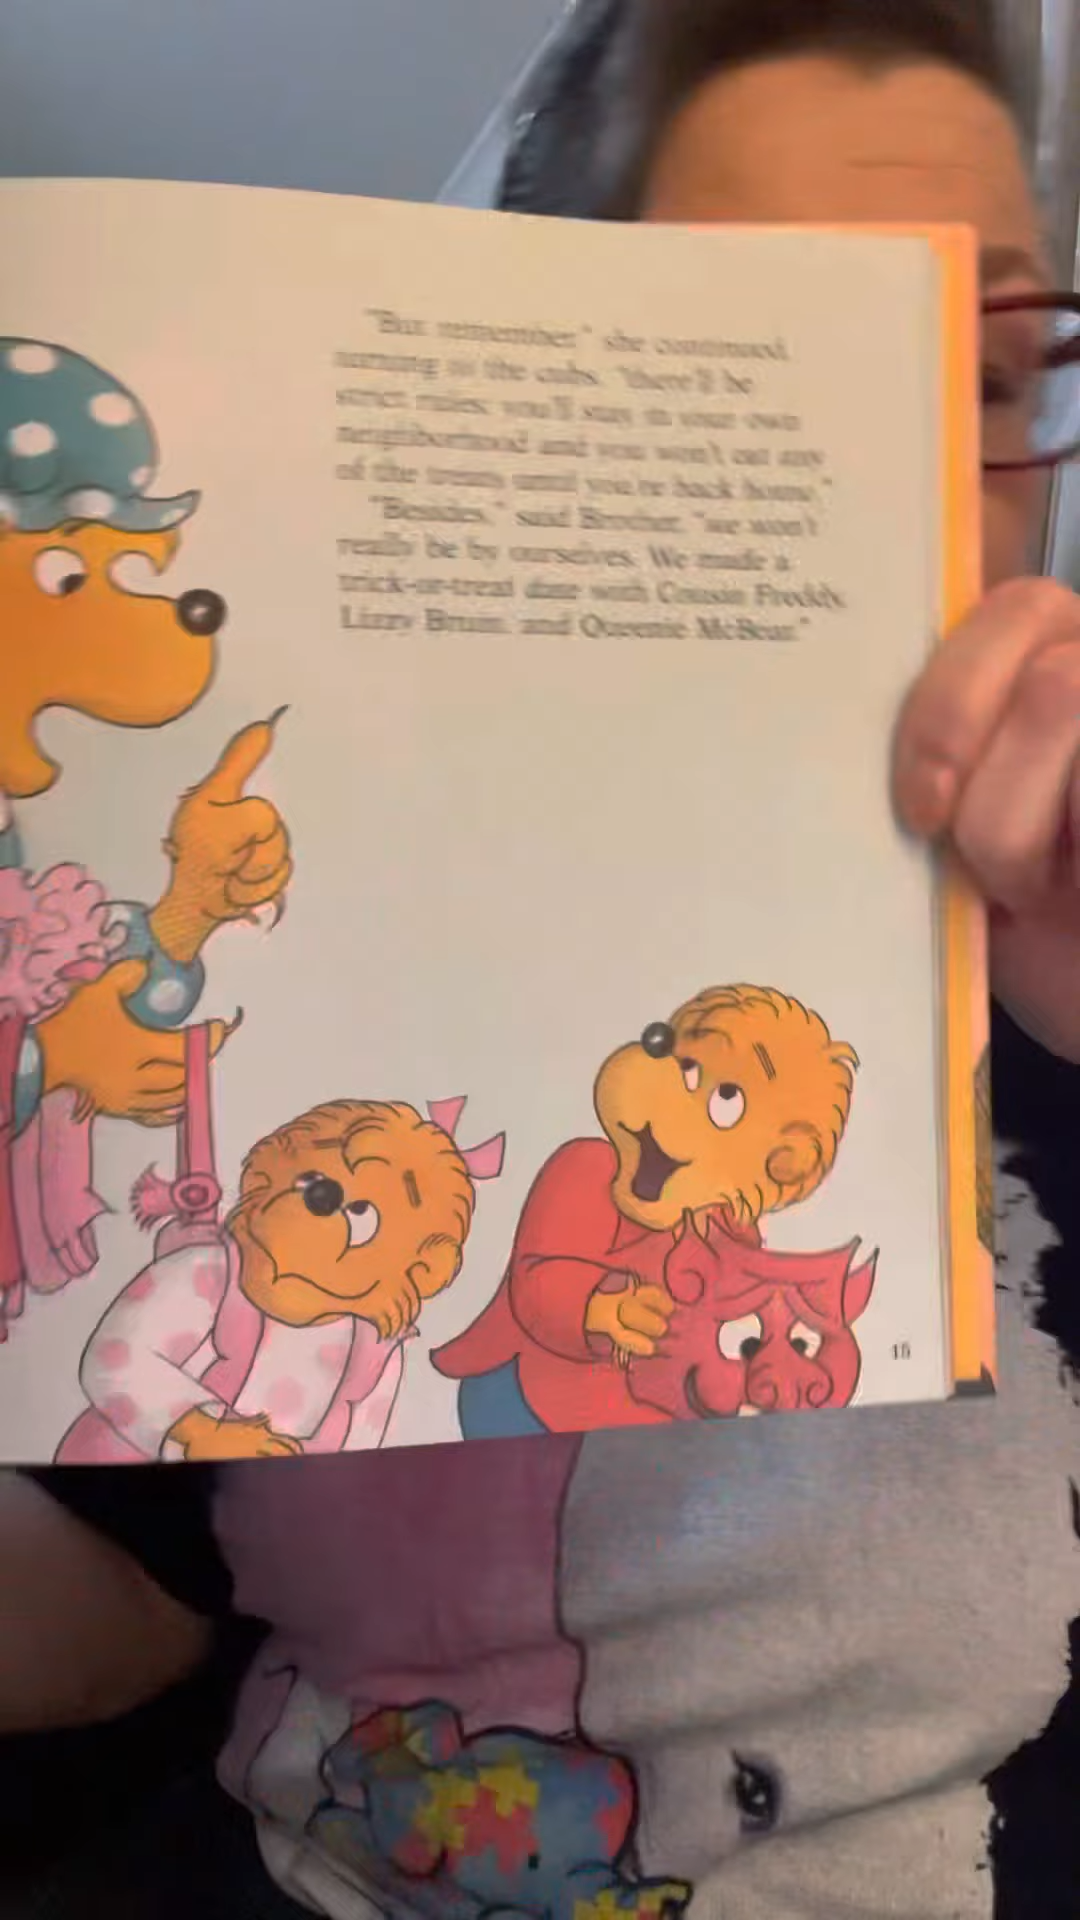 "But remember," she continued,
turning to the cubs, "there'll be
strict rules: you'll stay in your own
neighborhood and you won't eat any
of the treats until you're back home."
"Besides," said Brother, "we won't
really be by ourselves. We made a
trick-or-treat date with Cousin Freddy,
Lizzy Bruin, and Queenie McBear."
15